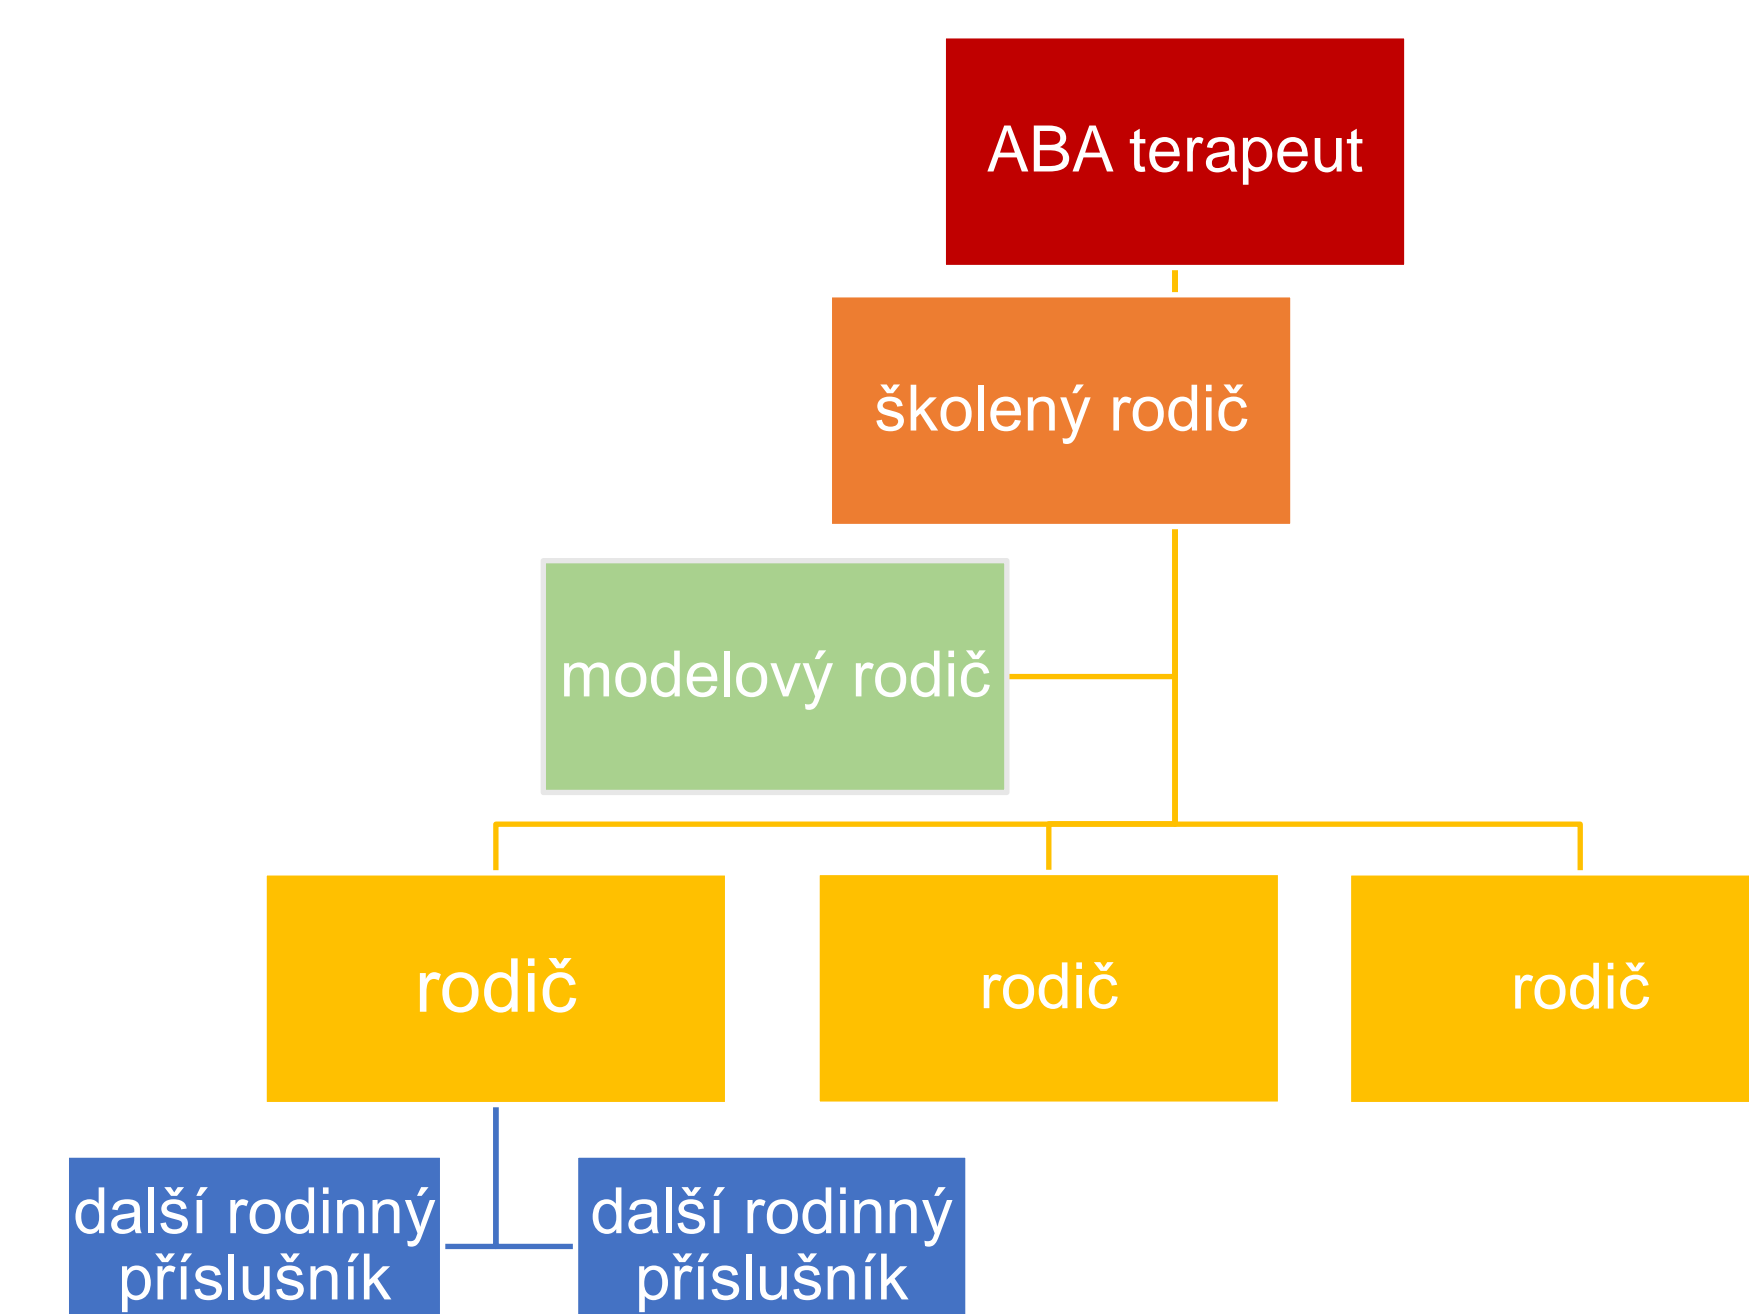 ABA terapeut
školený rodič
modelový rodič
rodič
rodič
rodič
další rodinný
příslušník
další rodinný
příslušník